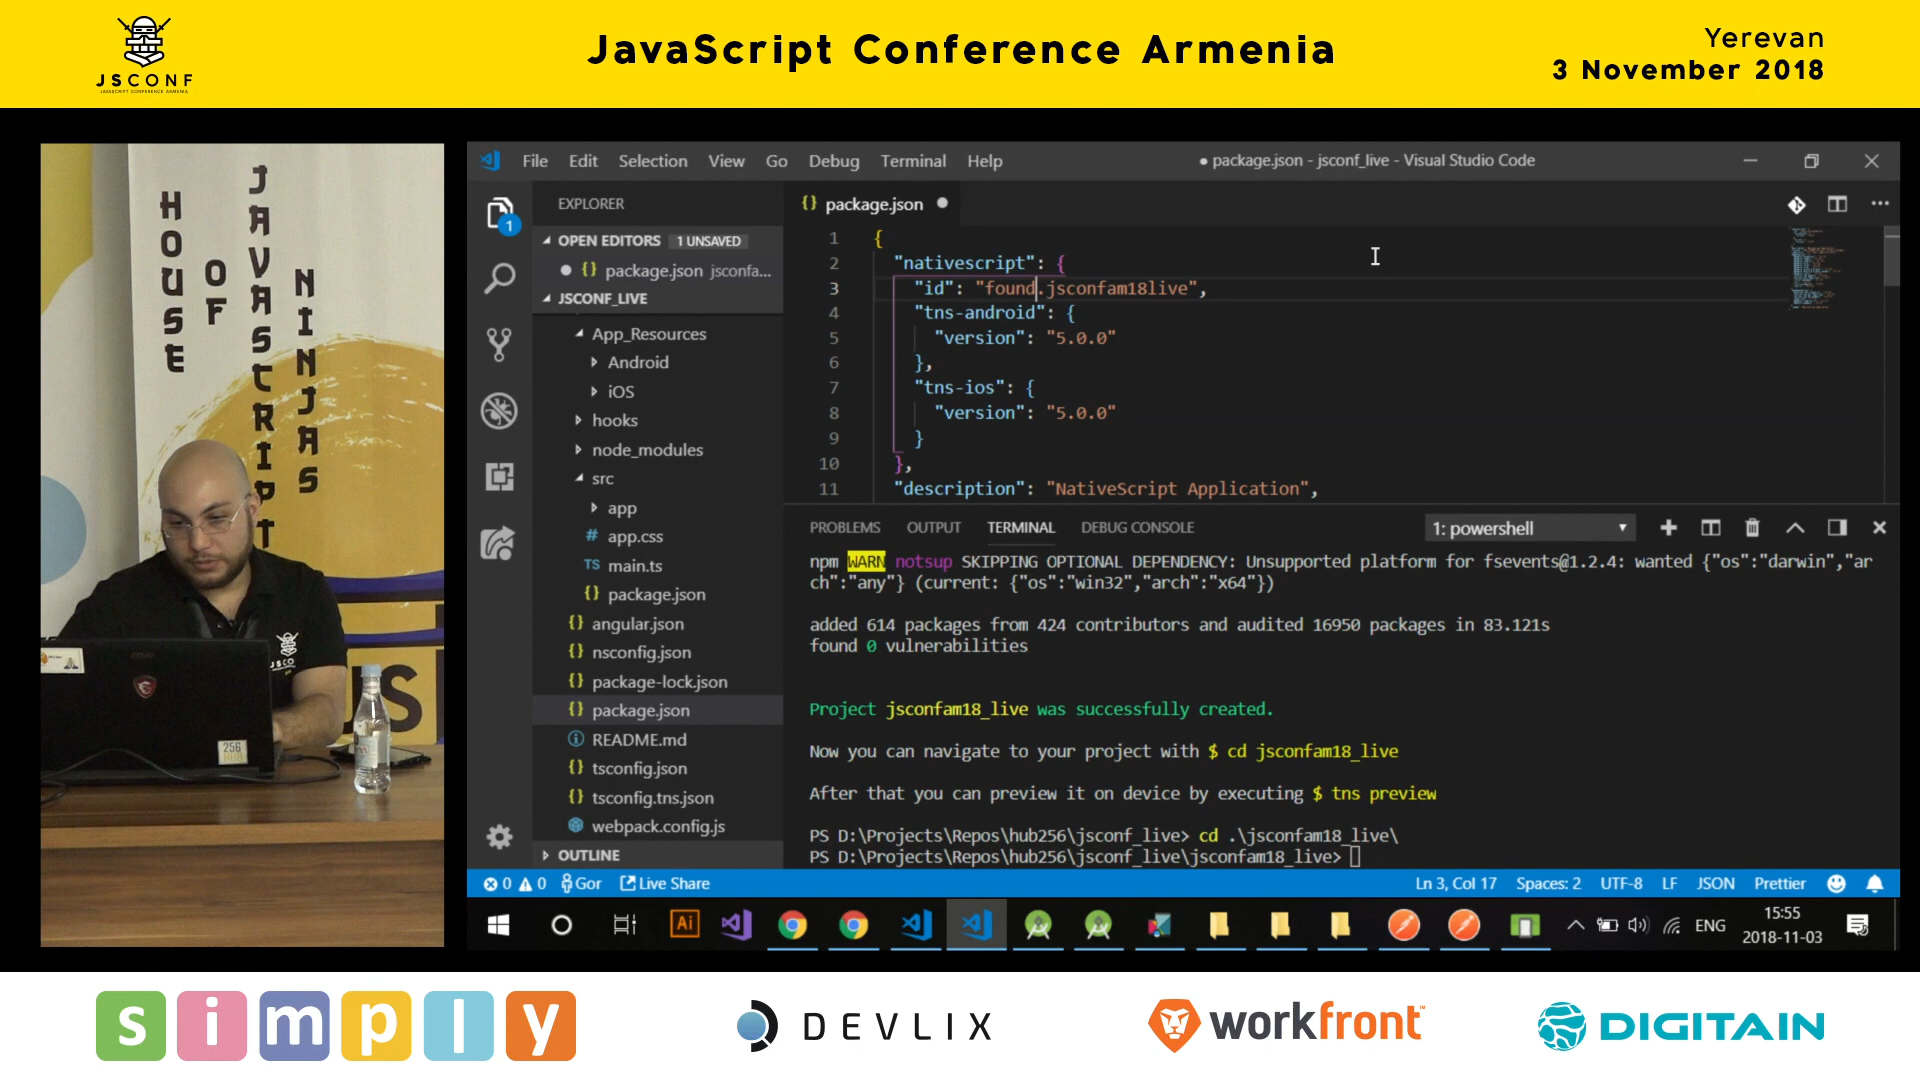 JSCONF
JAVASCRIPT CONFERENCE ARMENIA
JavaScript Conference Armenia
Yerevan
3 November 2018
HOUSE
OF
JAVASCRIPT
NINJAS
256
File Edit Selection View Go Debug Terminal Help
● package.json - jsconf_live - Visual Studio Code
1
EXPLORER
OPEN EDITORS 1 UNSAVED
{} package.json jsconfa...
JSCONF_LIVE
App_Resources
Android
iOS
hooks
node_modules
src
app
# app.css
TS main.ts
{} package.json
{} angular.json
{} nsconfig.json
{} package-lock.json
{} package.json
README.md
{} tsconfig.json
{} tsconfig.tns.json
webpack.config.js
OUTLINE
{} package.json ●
1 {
2 "nativescript": {
3 "id": "found.jsconfam18live",
4 "tns-android": {
5 "version": "5.0.0"
6 },
7 "tns-ios": {
8 "version": "5.0.0"
9 }
10 },
11 "description": "NativeScript Application",
PROBLEMS OUTPUT TERMINAL DEBUG CONSOLE 1: powershell
npm WARN notsup SKIPPING OPTIONAL DEPENDENCY: Unsupported platform for fsevents@1.2.4: wanted {"os":"darwin","ar
ch":"any"} (current: {"os":"win32","arch":"x64"})
added 614 packages from 424 contributors and audited 16950 packages in 83.121s
found 0 vulnerabilities
Project jsconfam18_live was successfully created.
Now you can navigate to your project with $ cd jsconfam18_live
After that you can preview it on device by executing $ tns preview
PS D:\Projects\Repos\hub256\jsconf_live> cd .\jsconfam18_live\
PS D:\Projects\Repos\hub256\jsconf_live\jsconfam18_live>
0 0 Gor Live Share Ln 3, Col 17 Spaces: 2 UTF-8 LF JSON Prettier
Ai ENG
15:55
2018-11-03
simply
DEVLIX
workfront
DIGITAIN